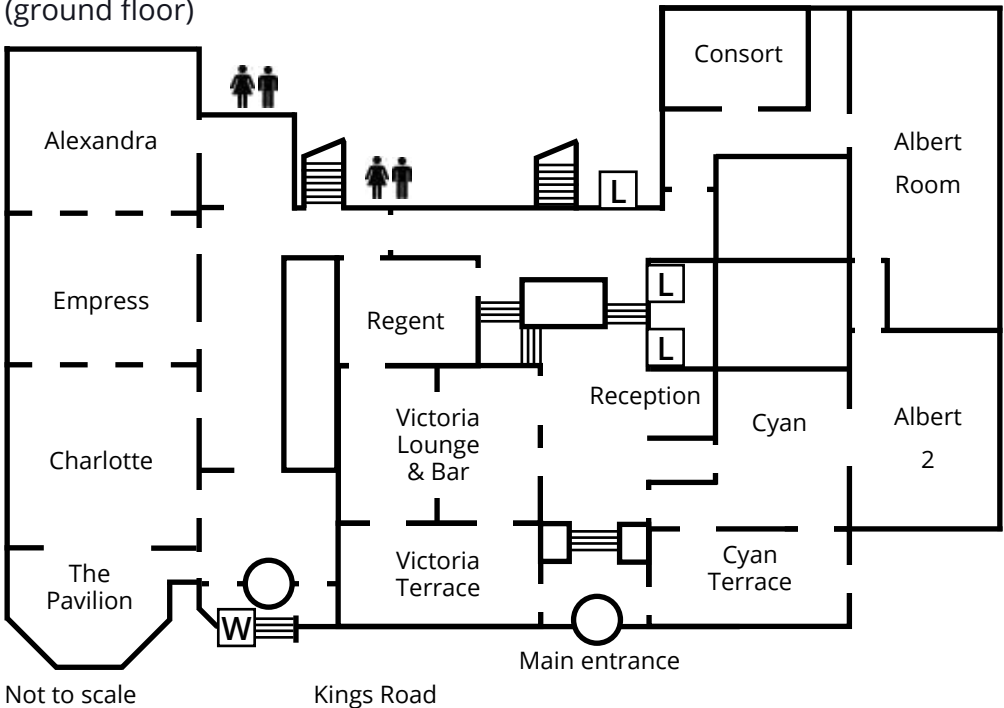 (ground floor)
Consort
Alexandra
Albert
Room
L
L
Empress
Regent
L
Reception
Victoria
Lounge
& Bar
Cyan
Albert
2
Charlotte
The
Pavilion
Victoria
Terrace
Cyan
Terrace
W
Main entrance
Not to scale
Kings Road